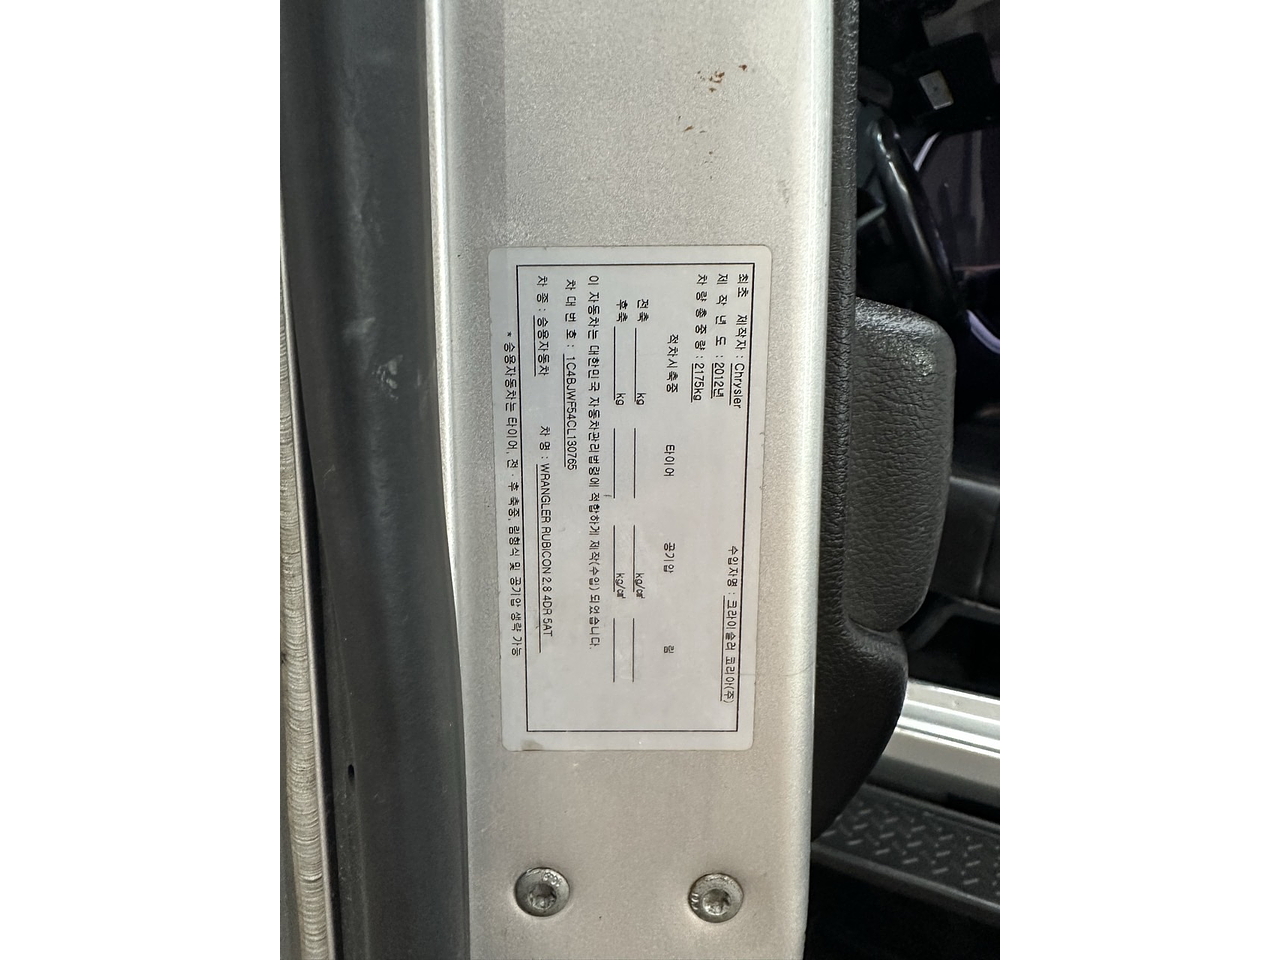 최초 제작자 : Chrysler
수입자명 : 크라이슬러 코리아(주)
제 작 년 도 : 2012년
차 량 총 중 량 : 2175kg
적차시축중 타이어 공기압 림
전축 kg kg/㎠
후축 kg kg/㎠
이 자동차는 대한민국 자동차관리법령에 적합하게 제작(수입) 되었습니다.
차 대 번 호 : 1C4BJWF54CL130765
차 종 : 승용자동차 차 명 : WRANGLER RUBICON 2.8 4DR 5AT
* 승용자동차는 타이어, 전 · 후 축중, 림형식 및 공기압 생략 가능